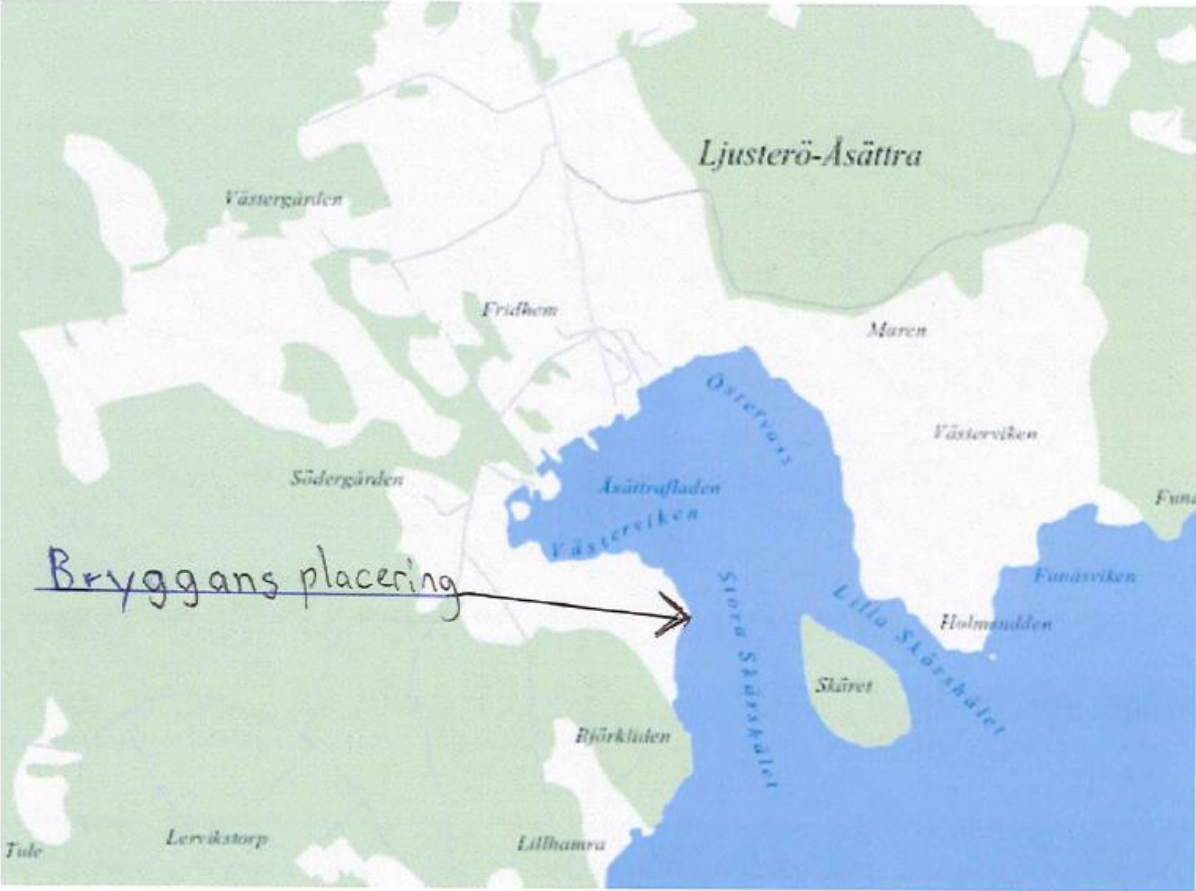 Ljusterö-Åsättra
Västergården
Fridhem
Maren
Östervass
Västerviken
Södergården
Åsättrafladen
Västerviken
Bryggans placering
Funäsviken
Stora Skärshålet
Lilla Skärshålet
Holmudden
Skäret
Björkliden
Lervikstorp
Lillhamra
Tule